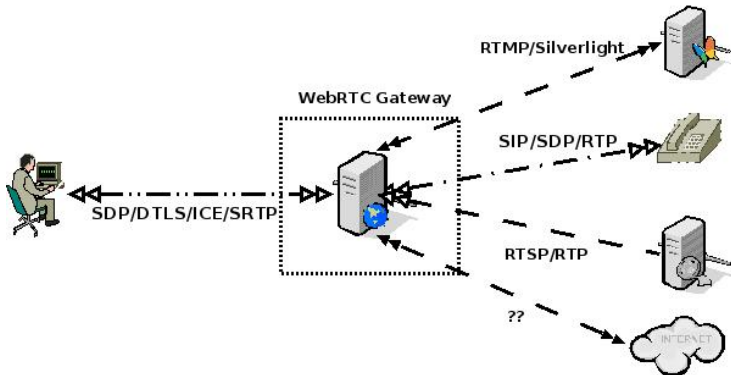 RTMP/Silverlight
WebRTC Gateway
SIP/SDP/RTP
SDP/DTLS/ICE/SRTP
RTSP/RTP
??
INTERNET